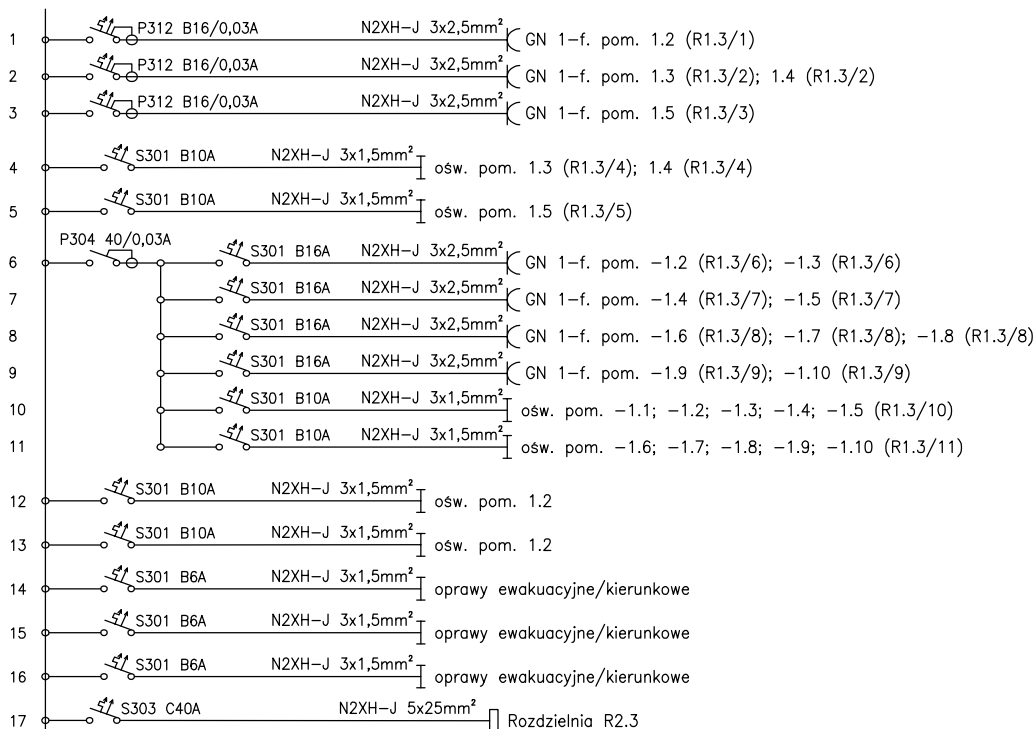 1 P312 B16/0,03A N2XH-J 3x2,5mm² GN 1-f. pom. 1.2 (R1.3/1)
2 P312 B16/0,03A N2XH-J 3x2,5mm² GN 1-f. pom. 1.3 (R1.3/2); 1.4 (R1.3/2)
3 P312 B16/0,03A N2XH-J 3x2,5mm² GN 1-f. pom. 1.5 (R1.3/3)
4 S301 B10A N2XH-J 3x1,5mm² ośw. pom. 1.3 (R1.3/4); 1.4 (R1.3/4)
5 S301 B10A N2XH-J 3x1,5mm² ośw. pom. 1.5 (R1.3/5)
P304 40/0,03A
6 S301 B16A N2XH-J 3x2,5mm² GN 1-f. pom. -1.2 (R1.3/6); -1.3 (R1.3/6)
7 S301 B16A N2XH-J 3x2,5mm² GN 1-f. pom. -1.4 (R1.3/7); -1.5 (R1.3/7)
8 S301 B16A N2XH-J 3x2,5mm² GN 1-f. pom. -1.6 (R1.3/8); -1.7 (R1.3/8); -1.8 (R1.3/8)
9 S301 B16A N2XH-J 3x2,5mm² GN 1-f. pom. -1.9 (R1.3/9); -1.10 (R1.3/9)
10 S301 B10A N2XH-J 3x1,5mm² ośw. pom. -1.1; -1.2; -1.3; -1.4; -1.5 (R1.3/10)
11 S301 B10A N2XH-J 3x1,5mm² ośw. pom. -1.6; -1.7; -1.8; -1.9; -1.10 (R1.3/11)
12 S301 B10A N2XH-J 3x1,5mm² ośw. pom. 1.2
13 S301 B10A N2XH-J 3x1,5mm² ośw. pom. 1.2
14 S301 B6A N2XH-J 3x1,5mm² oprawy ewakuacyjne/kierunkowe
15 S301 B6A N2XH-J 3x1,5mm² oprawy ewakuacyjne/kierunkowe
16 S301 B6A N2XH-J 3x1,5mm² oprawy ewakuacyjne/kierunkowe
17 S303 C40A N2XH-J 5x25mm² Rozdzielnia R2.3